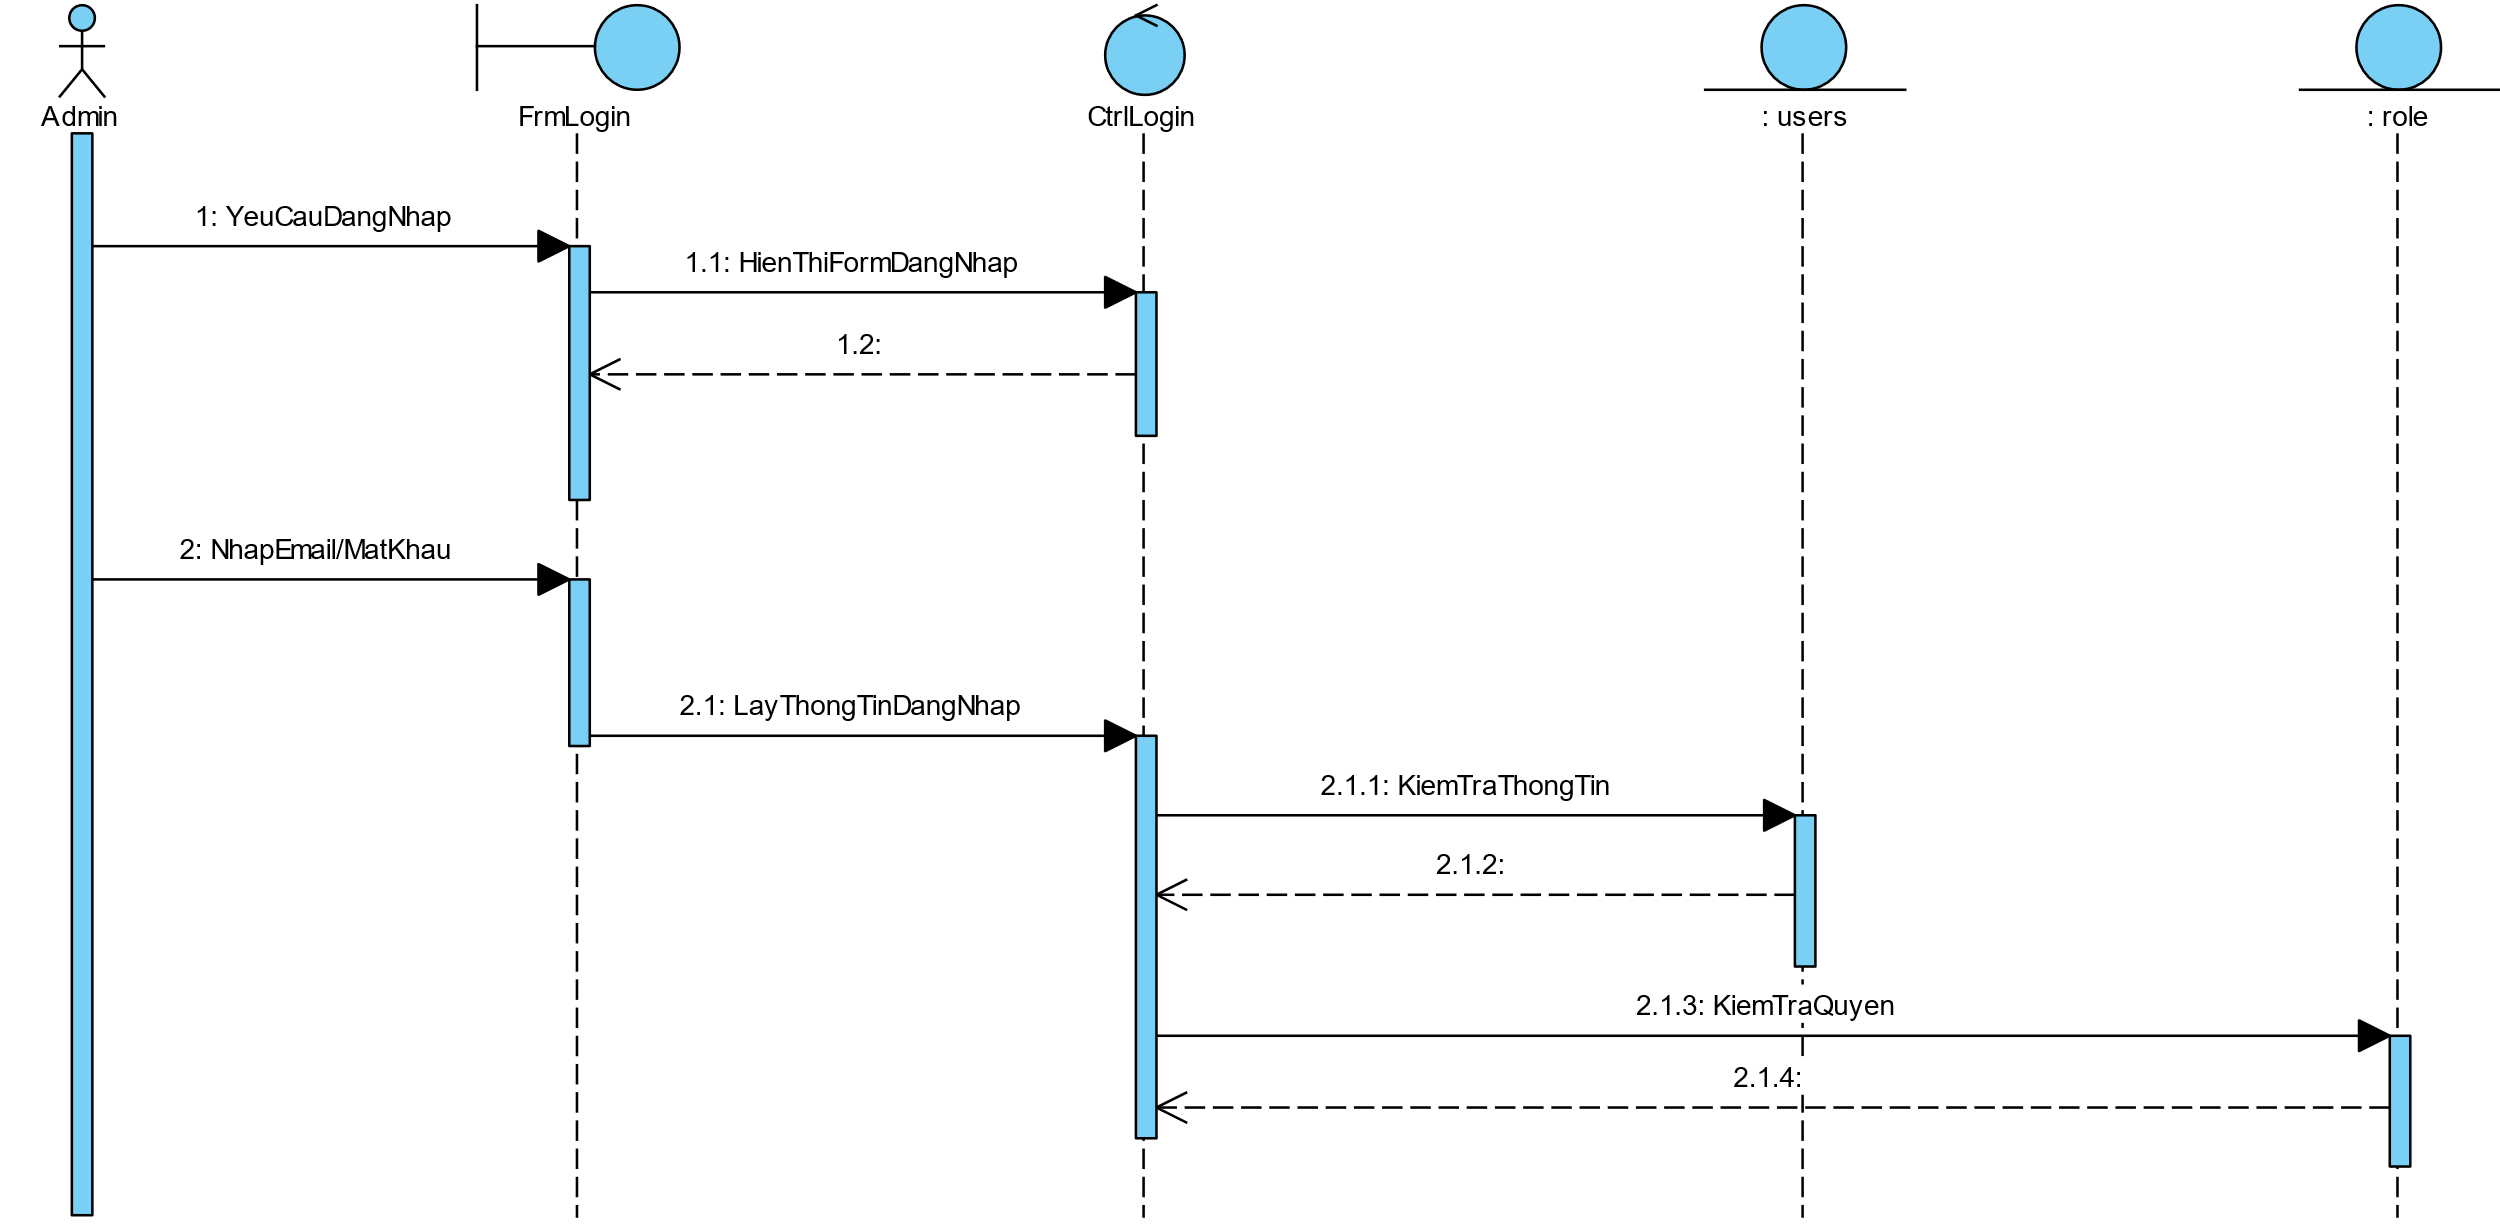 Admin
FrmLogin
CtrlLogin
: users
: role
1: YeuCauDangNhap
1.1: HienThiFormDangNhap
1.2:
2: NhapEmail/MatKhau
2.1: LayThongTinDangNhap
2.1.1: KiemTraThongTin
2.1.2:
2.1.3: KiemTraQuyen
2.1.4: